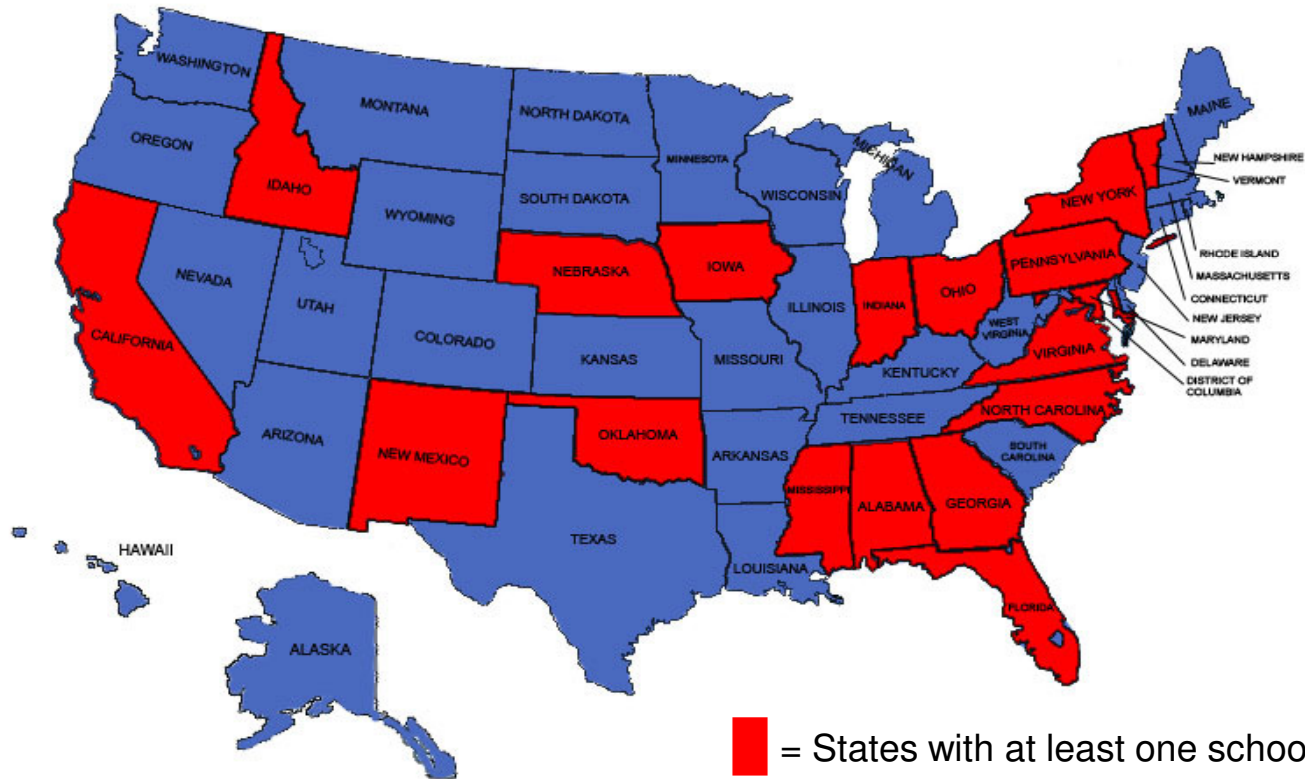 WASHINGTON
MONTANA
NORTH DAKOTA
MINNESOTA
MICHIGAN
MAINE
OREGON
IDAHO
WYOMING
SOUTH DAKOTA
WISCONSIN
NEW YORK
NEW HAMPSHIRE
VERMONT
NEVADA
UTAH
COLORADO
NEBRASKA
IOWA
ILLINOIS
INDIANA
OHIO
PENNSYLVANIA
RHODE ISLAND
MASSACHUSETTS
CONNECTICUT
NEW JERSEY
MARYLAND
DELAWARE
DISTRICT OF
COLUMBIA
CALIFORNIA
KANSAS
MISSOURI
KENTUCKY
WEST
VIRGINIA
VIRGINIA
ARIZONA
NEW MEXICO
OKLAHOMA
ARKANSAS
TENNESSEE
NORTH CAROLINA
SOUTH
CAROLINA
TEXAS
LOUISIANA
MISSISSIPPI
ALABAMA
GEORGIA
FLORIDA
HAWAII
ALASKA
= States with at least one schoo